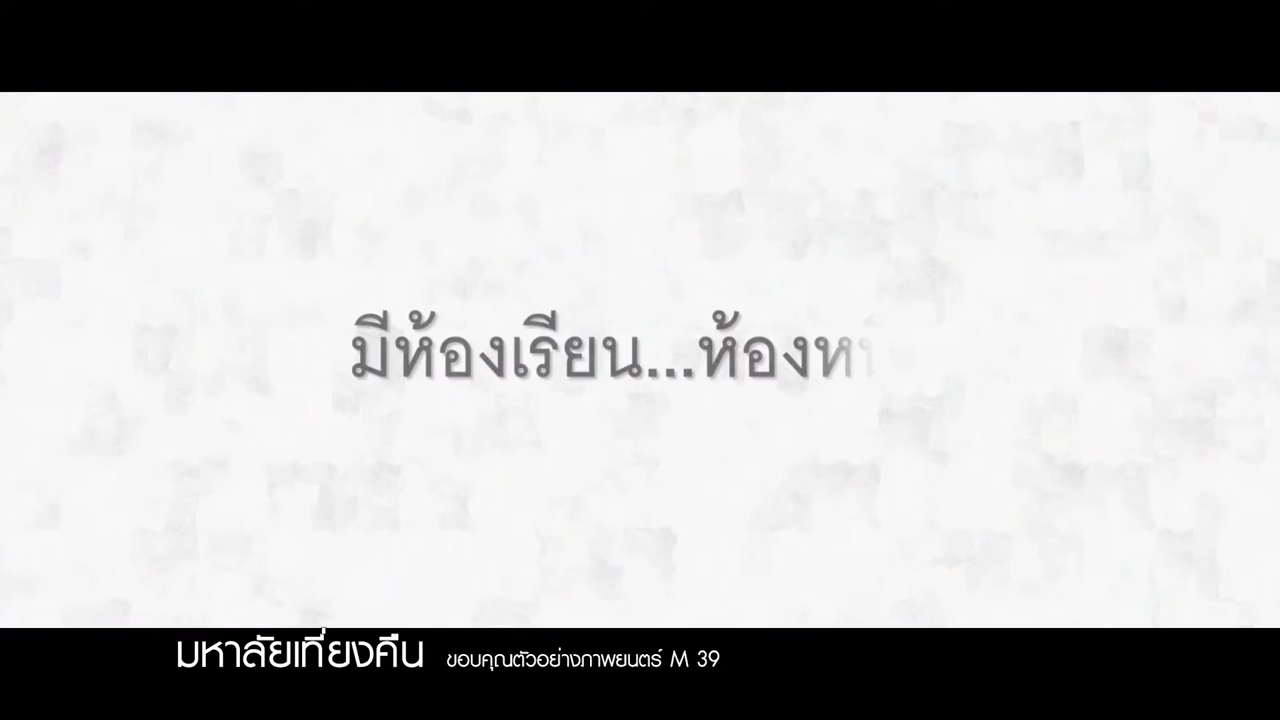 มีห้องเรียน...ห้อง
มหาลัยเที่ยงคืน ขอบคุณตัวอย่างภาพยนตร์ M 39